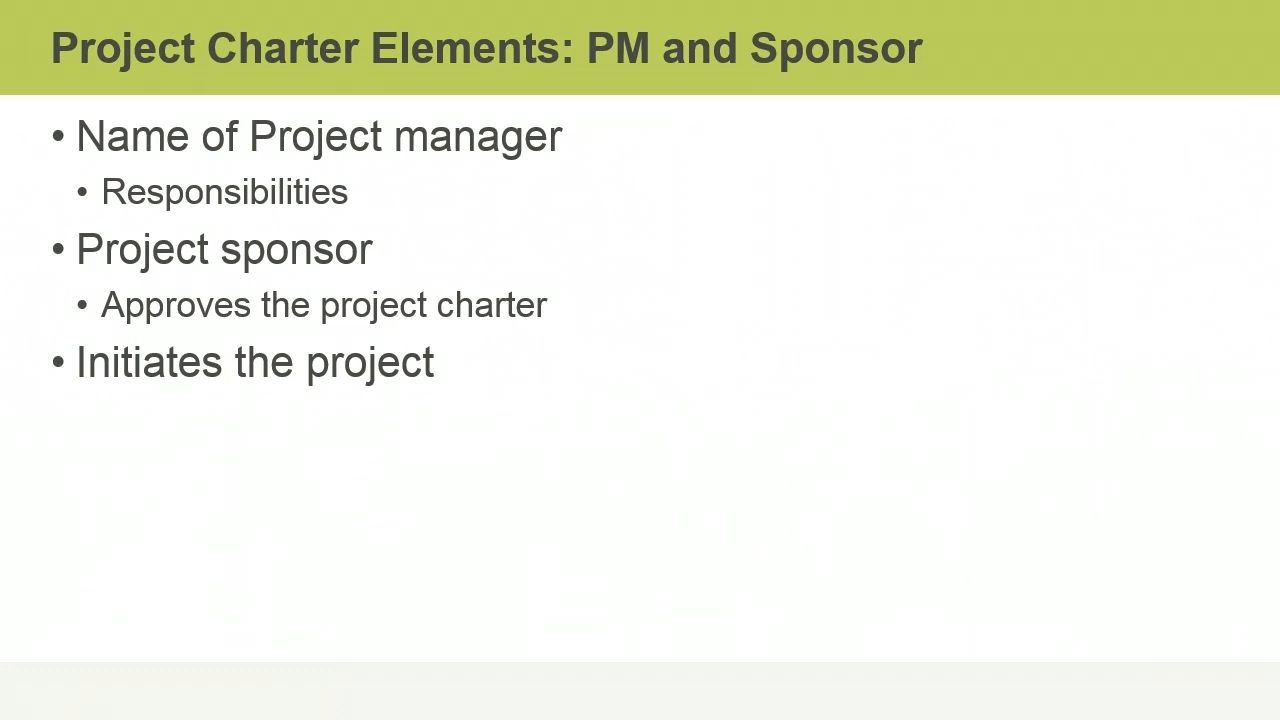 Project Charter Elements: PM and Sponsor
• Name of Project manager
• Responsibilities
• Project sponsor
• Approves the project charter
• Initiates the project